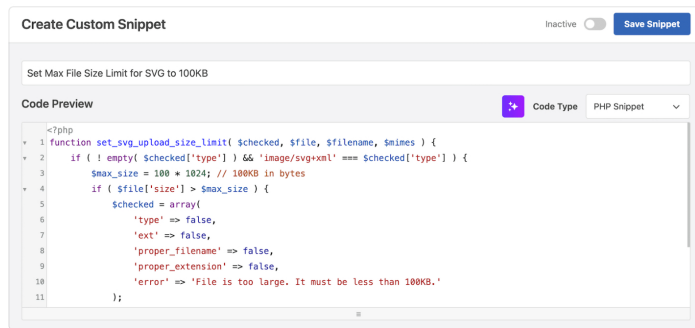 Create Custom Snippet
Inactive
Save Snippet
Set Max File Size Limit for SVG to 100KB
Code Preview
Code Type
PHP Snippet
<?php
1 function set_svg_upload_size_limit( $checked, $file, $filename, $mimes ) {
2     if ( ! empty( $checked['type'] ) && 'image/svg+xml' === $checked['type'] ) {
3         $max_size = 100 * 1024; // 100KB in bytes
4         if ( $file['size'] > $max_size ) {
5             $checked = array(
6                 'type' => false,
7                 'ext' => false,
8                 'proper_filename' => false,
9                 'proper_extension' => false,
10                 'error' => 'File is too large. It must be less than 100KB.'
11             );